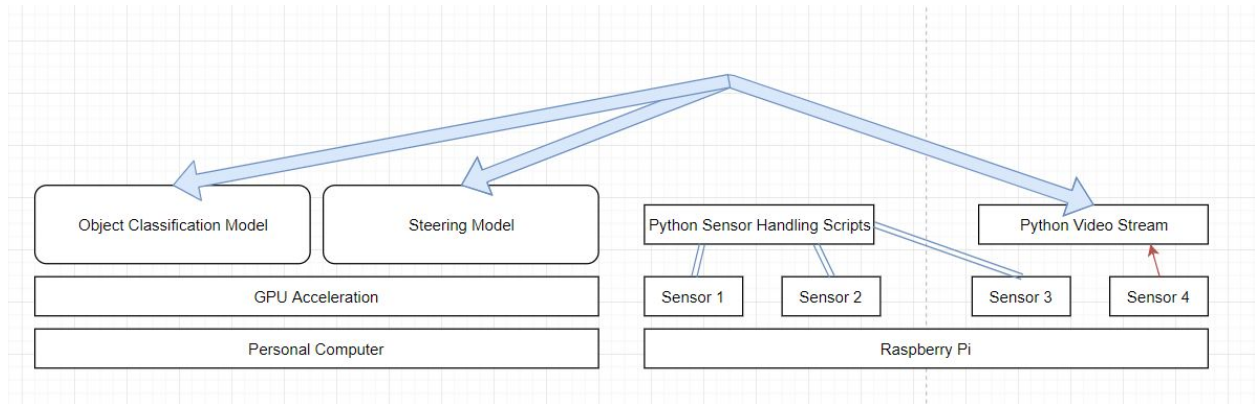 Object Classification Model
Steering Model
Python Sensor Handling Scripts
Python Video Stream
GPU Acceleration
Sensor 1
Sensor 2
Sensor 3
Sensor 4
Personal Computer
Raspberry Pi